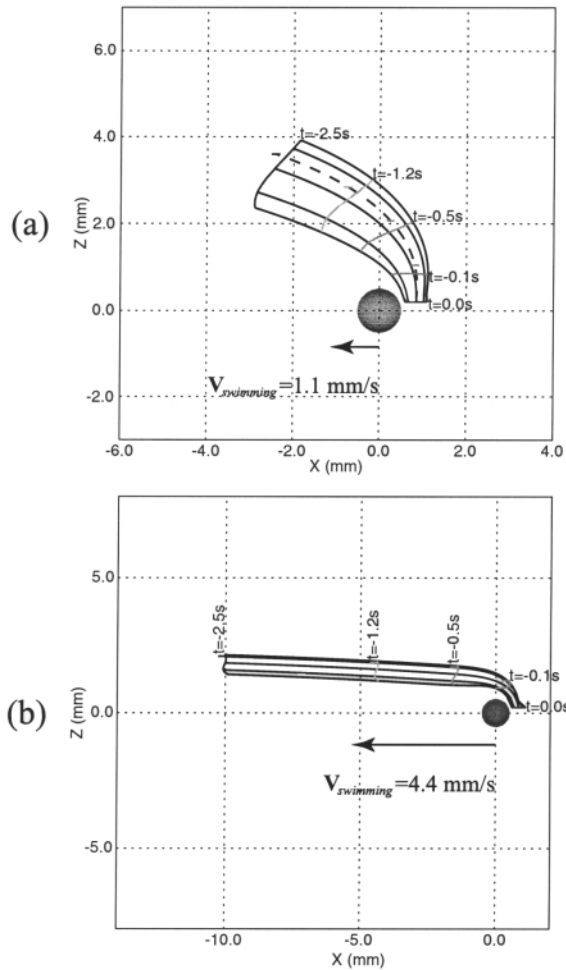 6.0
4.0
2.0
0.0
-2.0
Z (mm)
(a)
t=-2.5s
t=-1.2s
t=-0.5s
t=-0.1s
t=0.0s
Vswimming=1.1 mm/s
-6.0 -4.0 -2.0 0.0 2.0 4.0
X (mm)
5.0
0.0
-5.0
Z (mm)
(b)
t=-2.5s
t=-1.2s
t=-0.5s
t=-0.1s
t=0.0s
Vswimming=4.4 mm/s
-10.0 -5.0 0.0
X (mm)